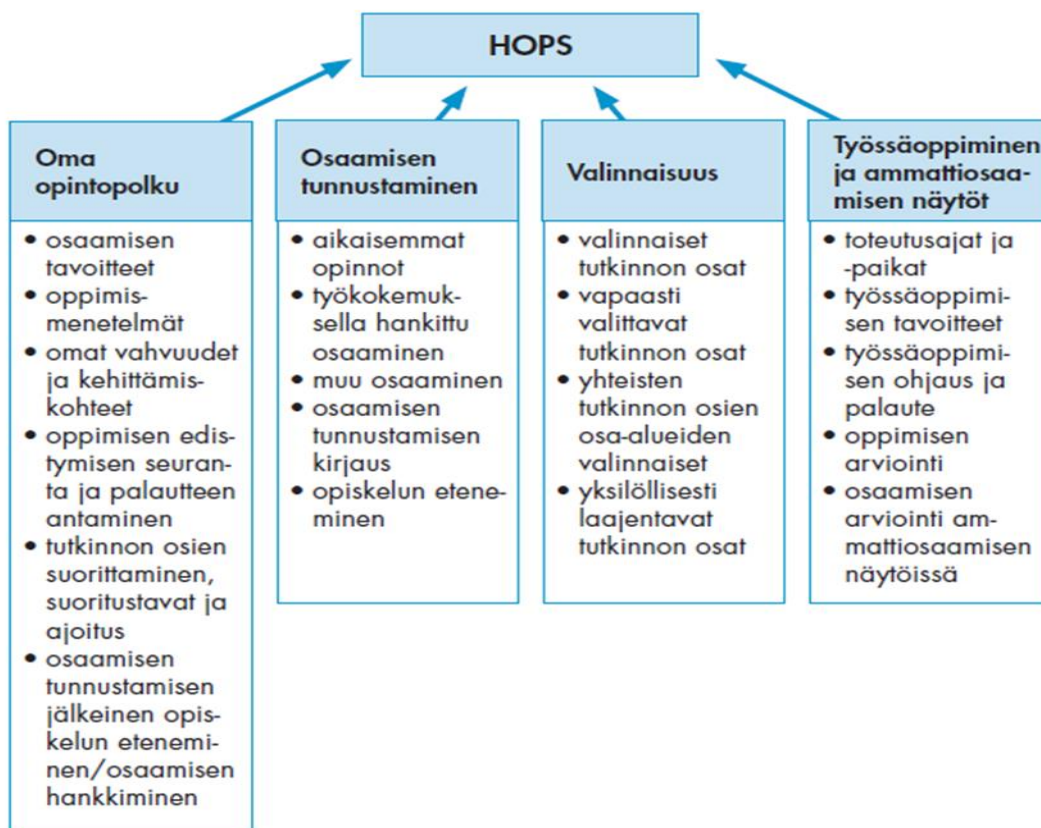 HOPS
Oma
opintopolku
• osaamisen
tavoitteet
• oppimis-
menetelmät
• omat vahvuudet
ja kehittämis-
kohteet
• oppimisen edis-
tymisen seuran-
ta ja palautteen
antaminen
• tutkinnon osien
suorittaminen,
suoritustavat ja
ajoitus
• osaamisen
tunnustamisen
jälkeinen opis-
kelun etenemi-
nen/osaamisen
hankkiminen
Osaamisen
tunnustaminen
• aikaisemmat
opinnot
• työkokemuk-
sella hankittu
osaaminen
• muu osaaminen
• osaamisen
tunnustamisen
kirjaus
• opiskelun etene-
minen
Valinnaisuus
• valinnaiset
tutkinnon osat
• vapaasti
valittavat
tutkinnon osat
• yhteisten
tutkinnon osien
osa-alueiden
valinnaiset
• yksilöllisesti
laajentavat
tutkinnon osat
Työssäoppiminen
ja ammattiosaa-
misen näytöt
• toteutusajat ja
-paikat
• työssäoppimi-
sen tavoitteet
• työssäoppimi-
sen ohjaus ja
palaute
• oppimisen
arviointi
• osaamisen
arviointi am-
mattiosaamisen
näytöissä